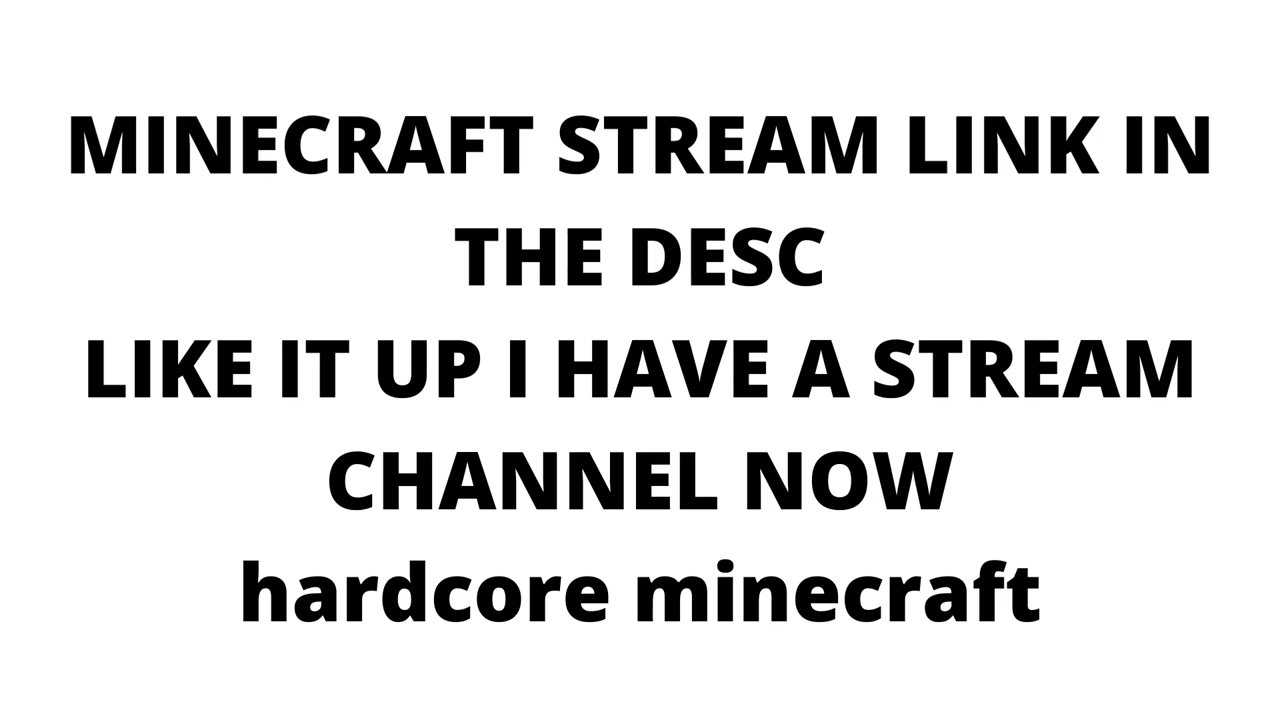 MINECRAFT STREAM LINK IN
THE DESC
LIKE IT UP I HAVE A STREAM
CHANNEL NOW
hardcore minecraft